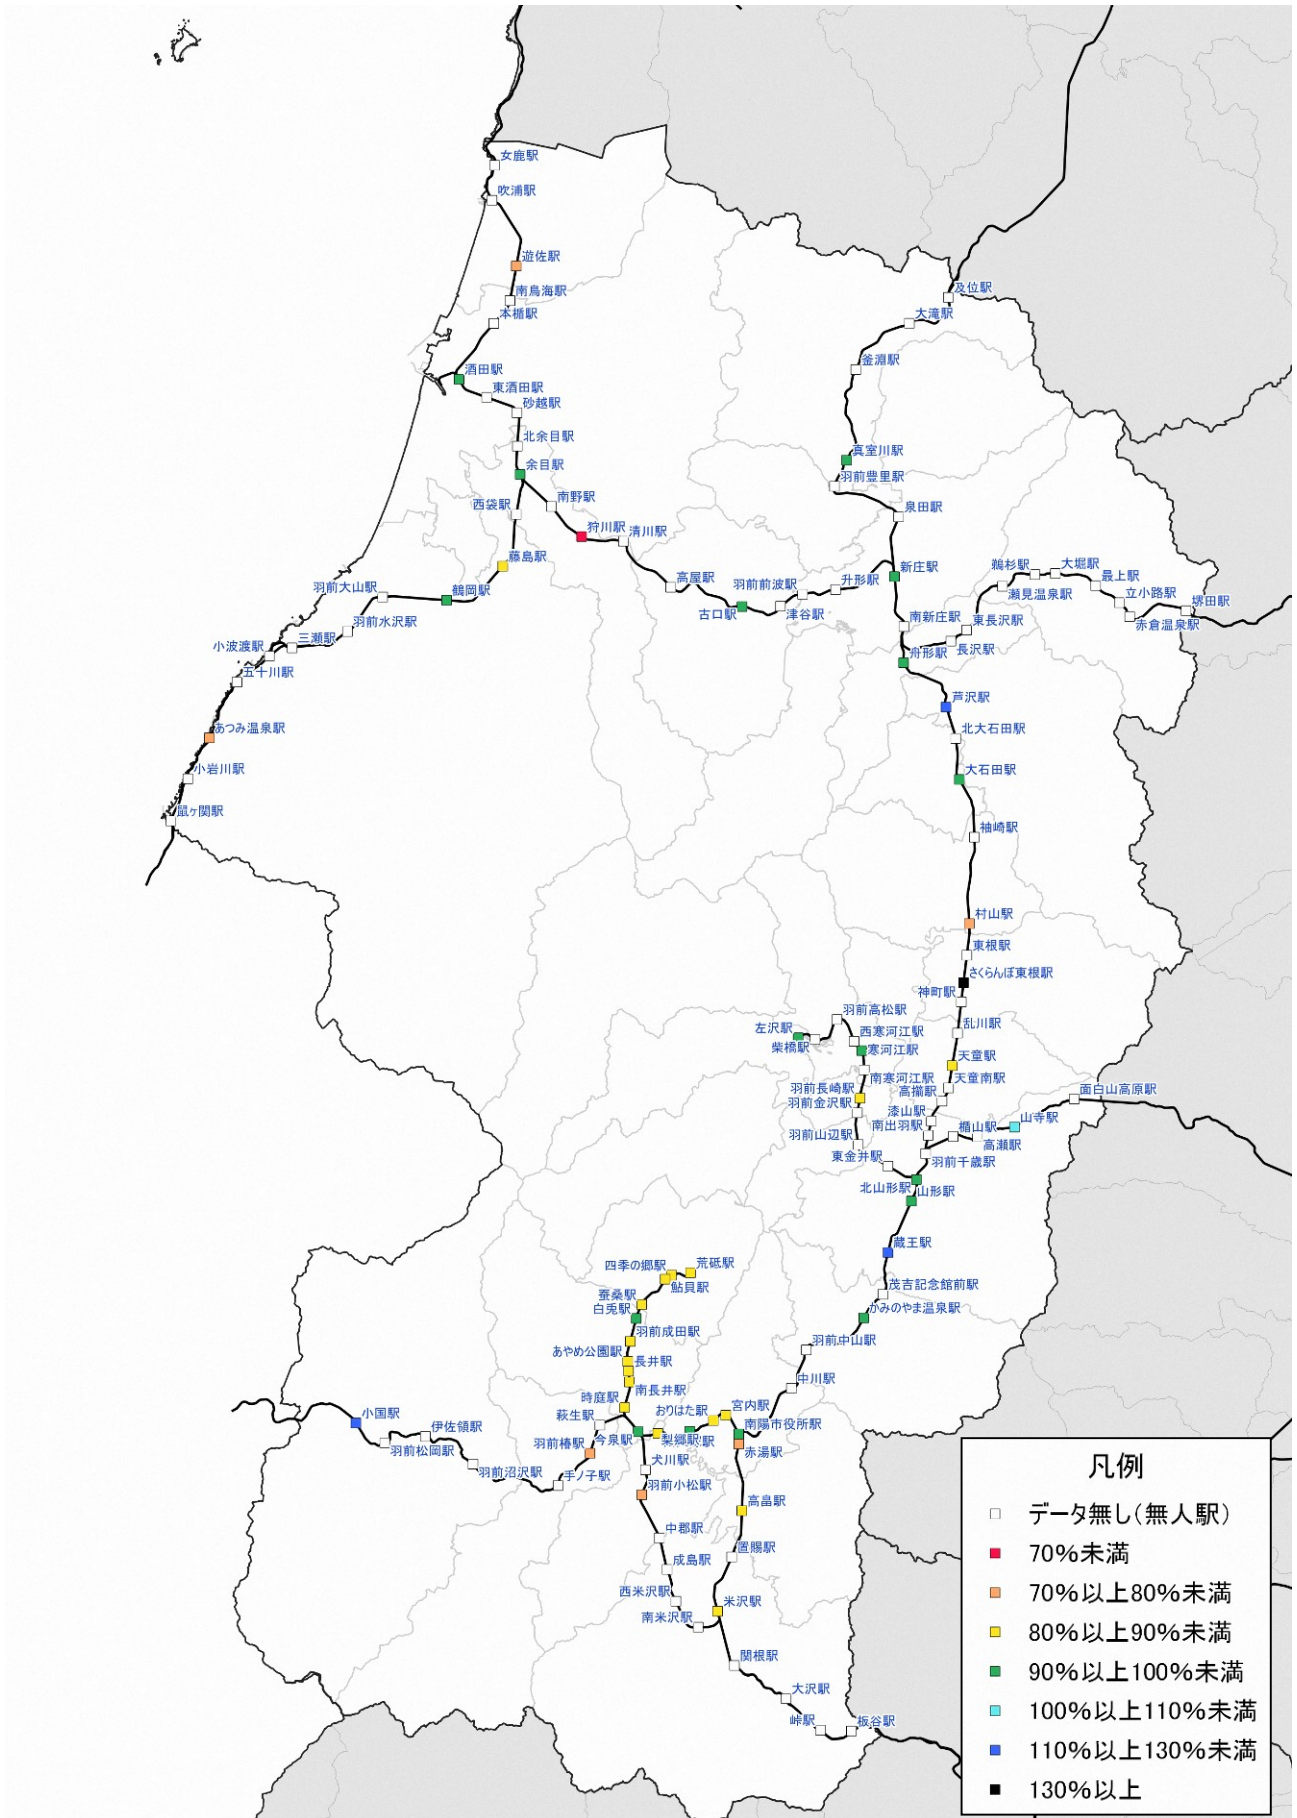 女鹿駅
吹浦駅
遊佐駅
南鳥海駅
本楯駅
酒田駅
東酒田駅
砂越駅
北余目駅
余目駅
西袋駅
南野駅
狩川駅
清川駅
藤島駅
鶴岡駅
羽前大山駅
羽前水沢駅
三瀬駅
小波渡駅
五十川駅
あつみ温泉駅
小岩川駅
鼠ヶ関駅
高屋駅
古口駅
津谷駅
羽前前波駅
升形駅
及位駅
大滝駅
釜淵駅
真室川駅
羽前豊里駅
泉田駅
新庄駅
南新庄駅
長沢駅
東長沢駅
瀬見温泉駅
鵜杉駅
大堀駅
最上駅
立小路駅
赤倉温泉駅
堺田駅
舟形駅
芦沢駅
北大石田駅
大石田駅
袖崎駅
村山駅
東根駅
さくらんぼ東根駅
神町駅
乱川駅
天童駅
天童南駅
高擶駅
漆山駅
南出羽駅
羽前千歳駅
楯山駅
高瀬駅
山寺駅
面白山高原駅
左沢駅
柴橋駅
羽前高松駅
西寒河江駅
寒河江駅
南寒河江駅
羽前長崎駅
羽前金沢駅
羽前山辺駅
東金井駅
北山形駅
山形駅
蔵王駅
茂吉記念館前駅
かみのやま温泉駅
羽前中山駅
中川駅
荒砥駅
四季の郷駅
鮎貝駅
蚕桑駅
白兎駅
羽前成田駅
あやめ公園駅
長井駅
南長井駅
時庭駅
萩生駅
羽前椿駅
手ノ子駅
羽前沼沢駅
伊佐領駅
羽前松岡駅
小国駅
今泉駅
梨郷駅
駅
おりはた駅
宮内駅
南陽市役所駅
赤湯駅
犬川駅
羽前小松駅
中郡駅
成島駅
西米沢駅
南米沢駅
高畠駅
置賜駅
米沢駅
関根駅
大沢駅
峠駅
板谷駅
凡例
データ無し(無人駅)
70%未満
70%以上80%未満
80%以上90%未満
90%以上100%未満
100%以上110%未満
110%以上130%未満
130%以上